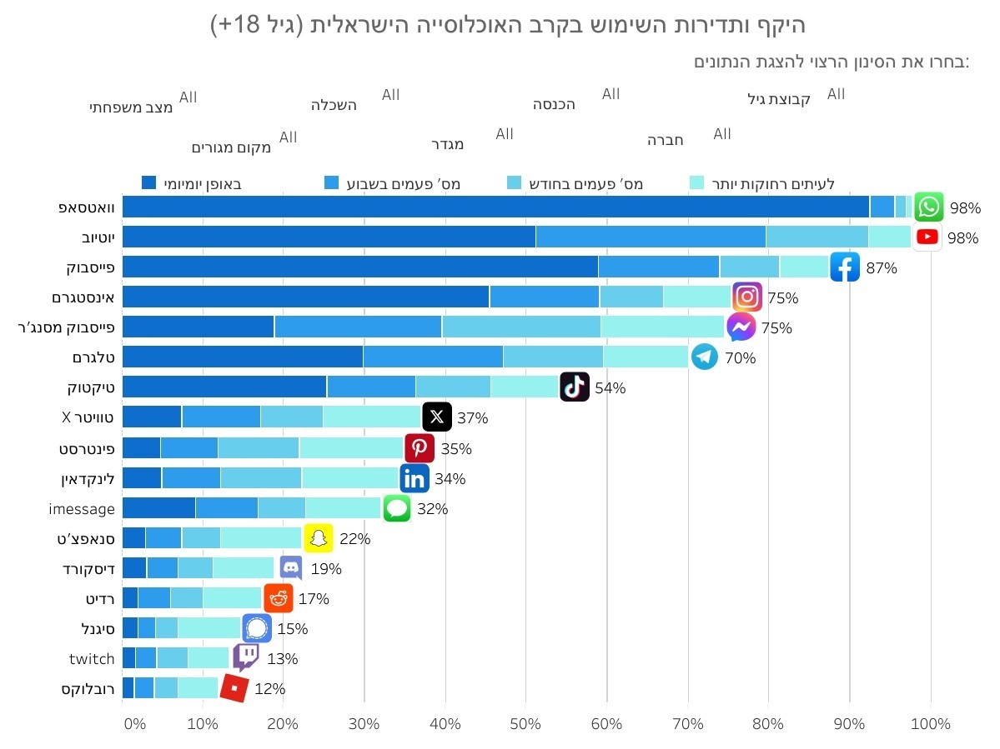 היקף ותדירות השימוש בקרב האוכלוסייה הישראלית (גיל 18+)
בחרו את הסינון הרצוי להצגת הנתונים:
קבוצת גיל All
הכנסה All
השכלה All
מצב משפחתי All
חברה All
מגדר All
מקום מגורים All
באופן יומיומי
מס' פעמים בשבוע
מס' פעמים בחודש
לעיתים רחוקות יותר
וואטסאפ 98%
יוטיוב 98%
פייסבוק 87%
אינסטגרם 75%
פייסבוק מסנג'ר 75%
טלגרם 70%
טיקטוק 54%
טוויטר X 37%
פינטרסט 35%
לינקדאין in 34%
imessage 32%
סנאפצ'ט 22%
דיסקורד 19%
רדיט 17%
סיגנל 15%
twitch 13%
רובלוקס 12%
0% 10% 20% 30% 40% 50% 60% 70% 80% 90% 100%